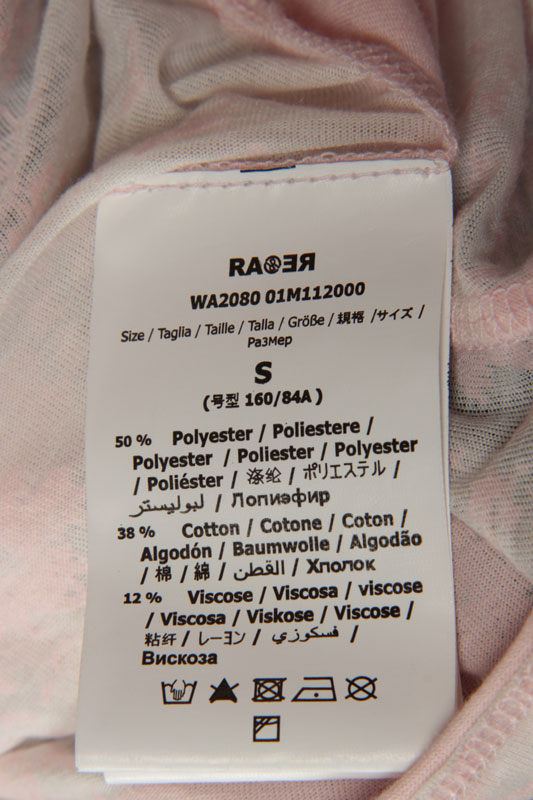 RA⊗ƎЯ
WA2080 01M112000
Size / Taglia / Taille / Talla / Größe / 規格 /サイズ /
Размер
S
(号型 160/84A )
50 % Polyester / Poliestere /
Polyester / Poliester / Polyester
/ Poliéster / 涤纶 / ポリエステル /
لبوليستر / Лопиэфир
38 % Cotton / Cotone / Coton /
Algodón / Baumwolle / Algodão
/ 棉 / 綿 / القطن / Хлопок
12 % Viscose / Viscosa / viscose
/ Viscosa / Viskose / Viscose /
粘纤 / レーヨン / فسكوزي /
Вискоза